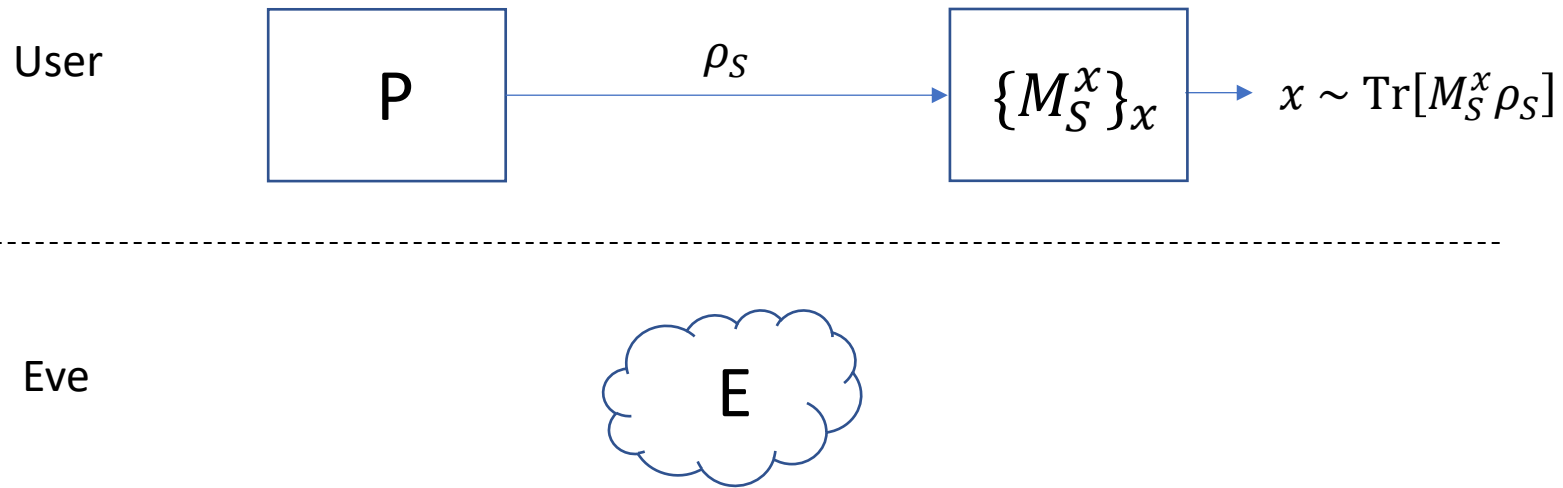 User
P
ρ_S
{M_S^x}_x
x ~ Tr[M_S^x ρ_S]
Eve
E